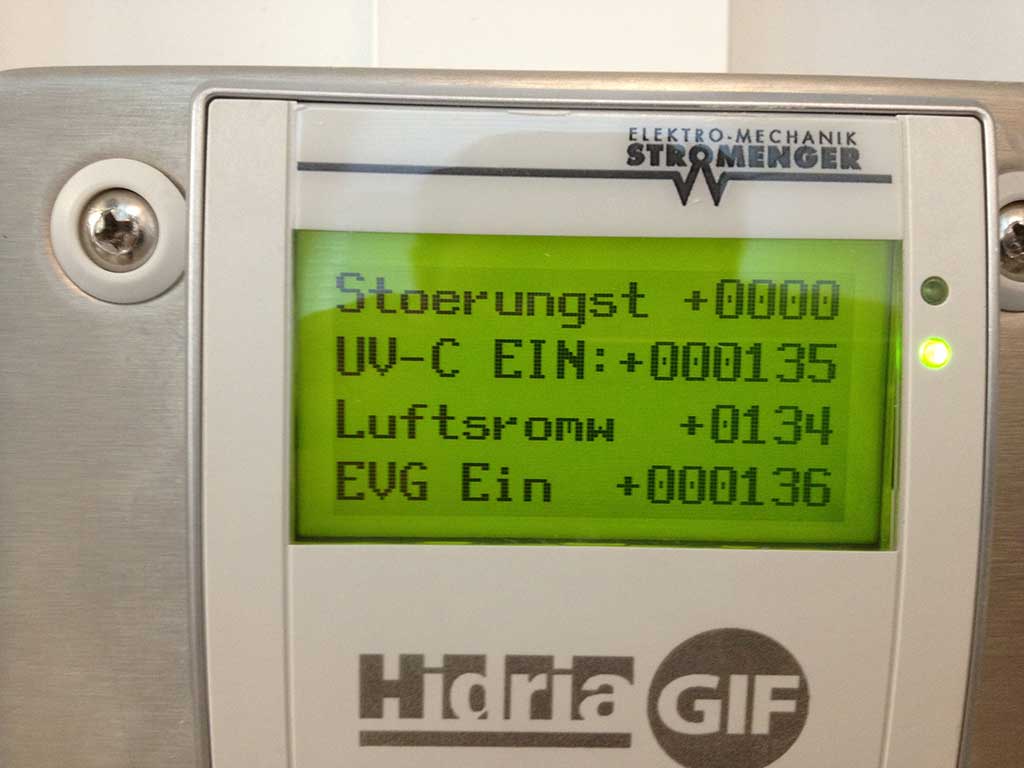 ELEKTRO-MECHANIK
STROMENGER
Stoerungst +0000
UV-C EIN:+000135
Luftsromw +0134
EVG Ein +000136
Hidria GIF